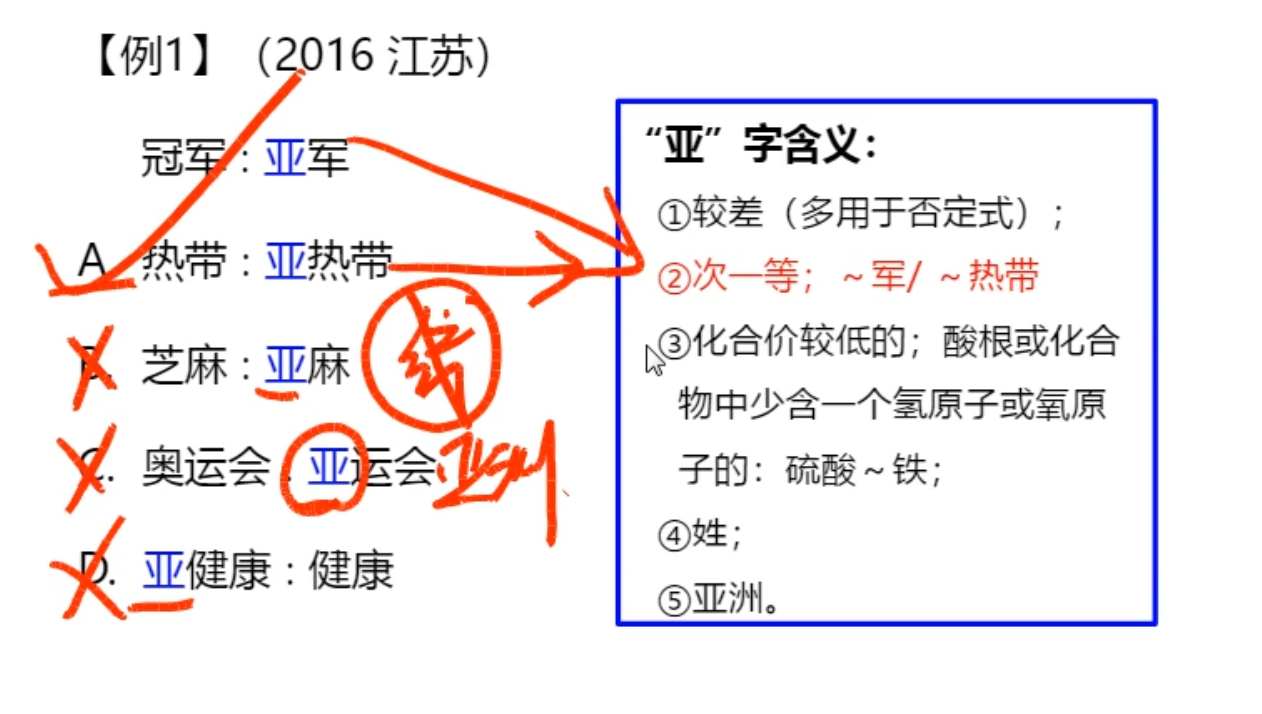 【例1】（2016 江苏）
冠军 : 亚军
A. 热带 : 亚热带
B. 芝麻 : 亚麻
C. 奥运会 : 亚运会 亚洲
D. 亚健康 : 健康
“亚”字含义：
①较差（多用于否定式）；
②次一等；～军/ ～热带
③化合价较低的；酸根或化合
物中少含一个氢原子或氧原
子的：硫酸～铁；
④姓；
⑤亚洲。